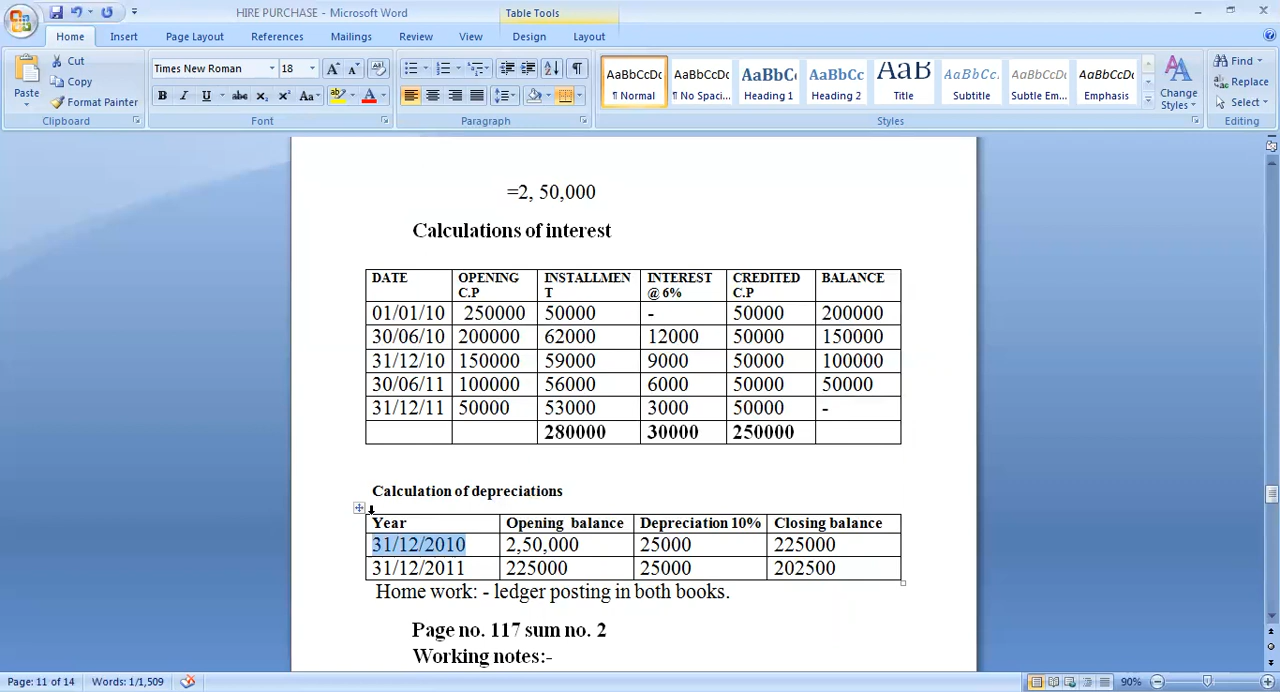 HIRE PURCHASE - Microsoft Word
Table Tools
Home Insert Page Layout References Mailings Review View Design Layout
Paste
Cut
Copy
Format Painter
Clipboard
Times New Roman 18
Font
Paragraph
AaBbCcDc AaBbCcDc AaBbC AaBbCc AaB AaBbCc. AaBbCcDc AaBbCcDc
¶ Normal ¶ No Spaci... Heading 1 Heading 2 Title Subtitle Subtle Em... Emphasis
Change
Styles
Styles
Find
Replace
Select
Editing
=2, 50,000
Calculations of interest
DATE OPENING C.P INSTALLMENT INTEREST @ 6% CREDITED C.P BALANCE
01/01/10 250000 50000 - 50000 200000
30/06/10 200000 62000 12000 50000 150000
31/12/10 150000 59000 9000 50000 100000
30/06/11 100000 56000 6000 50000 50000
31/12/11 50000 53000 3000 50000 -
280000 30000 250000
Calculation of depreciations
Year Opening balance Depreciation 10% Closing balance
31/12/2010 2,50,000 25000 225000
31/12/2011 225000 25000 202500
Home work: - ledger posting in both books.
Page no. 117 sum no. 2
Working notes:-
Page: 11 of 14 Words: 1/1,509 90%